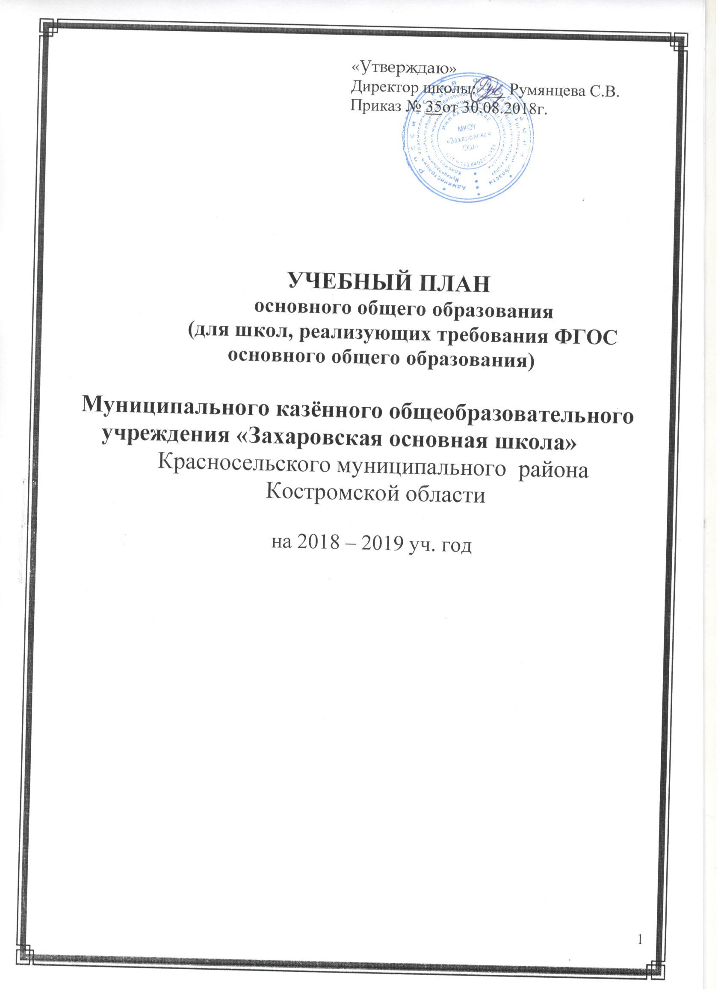 «Утверждаю»
Директор школы: Румянцева С.В.
Приказ № 35от 30.08.2018г.
МКОУ
«Захаровская
ОШ»
УЧЕБНЫЙ ПЛАН
основного общего образования
(для школ, реализующих требования ФГОС
основного общего образования)
Муниципального казённого общеобразовательного
учреждения «Захаровская основная школа»
Красносельского муниципального района
Костромской области
на 2018 – 2019 уч. год
1